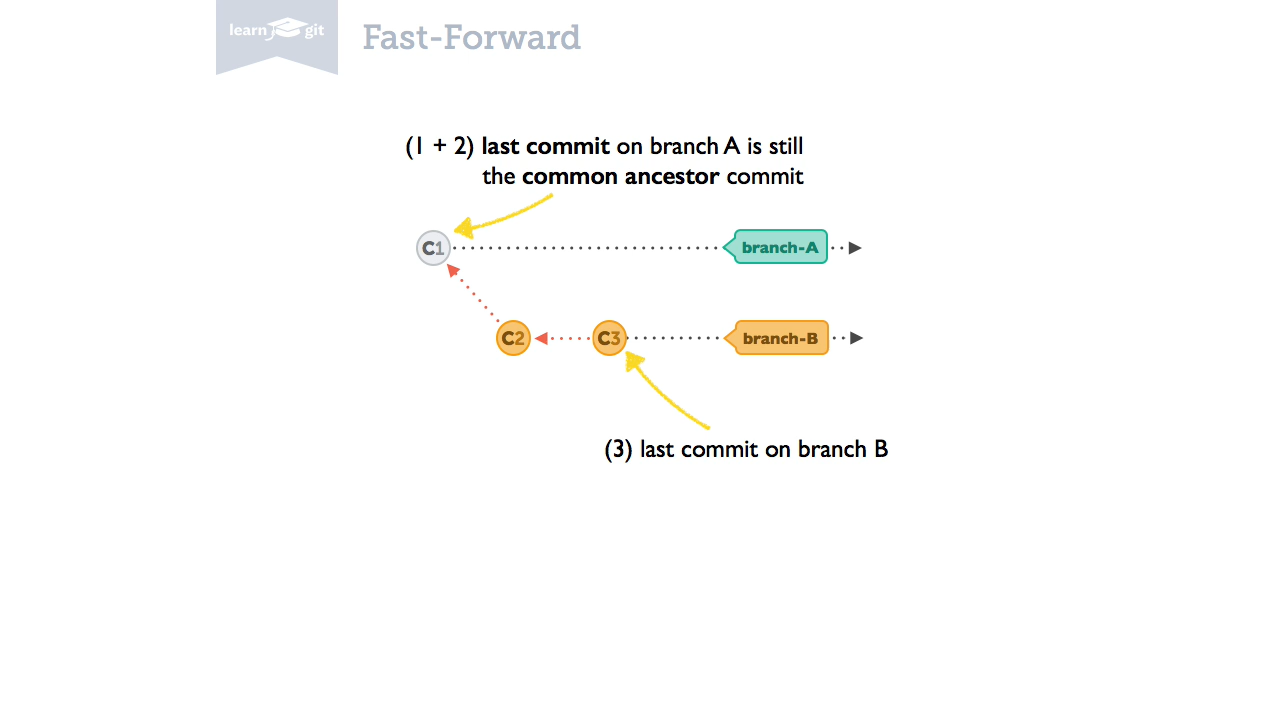 learn git
Fast-Forward
(1 + 2) last commit on branch A is still
the common ancestor commit
C1
branch-A
C2
C3
branch-B
(3) last commit on branch B